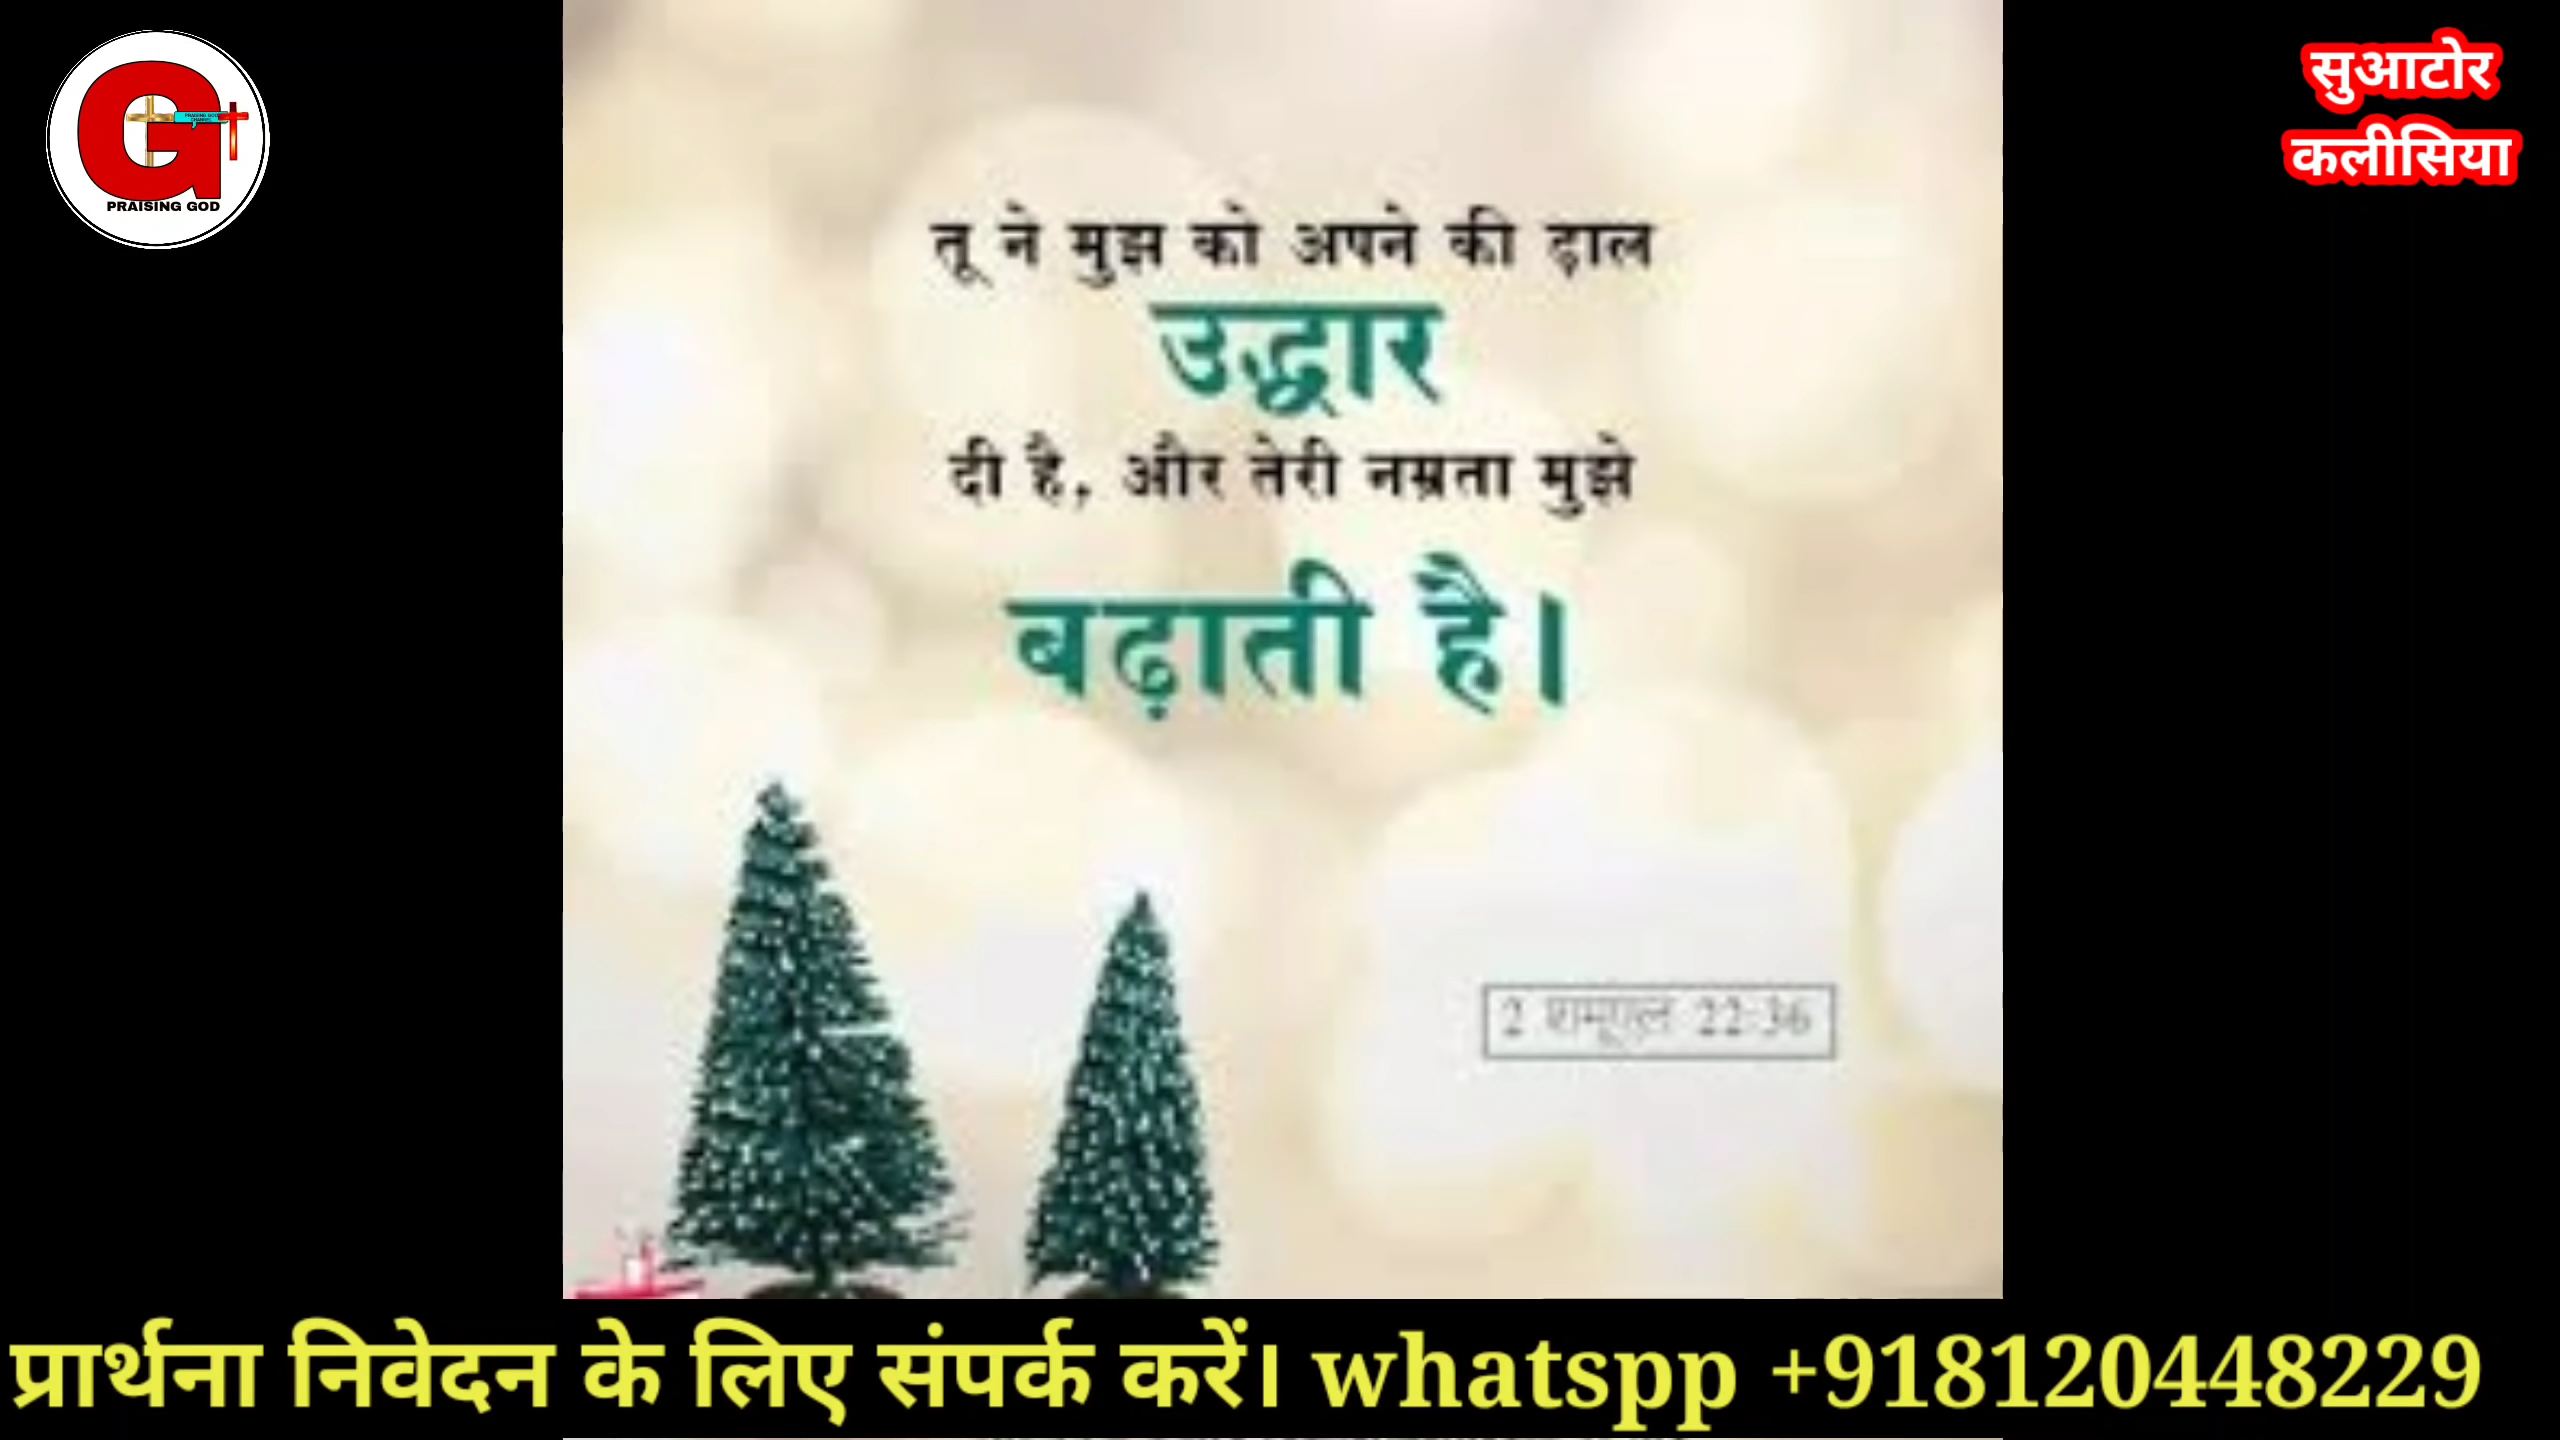 PRAISING GOD
सुआटोर
कलीसिया
तू ने मुझ को अपने की ढ़ाल
उद्धार
दी है, और तेरी नम्रता मुझे
बढ़ाती है।
2 शमूएल 22:36
प्रार्थना निवेदन के लिए संपर्क करें। whatspp +918120448229